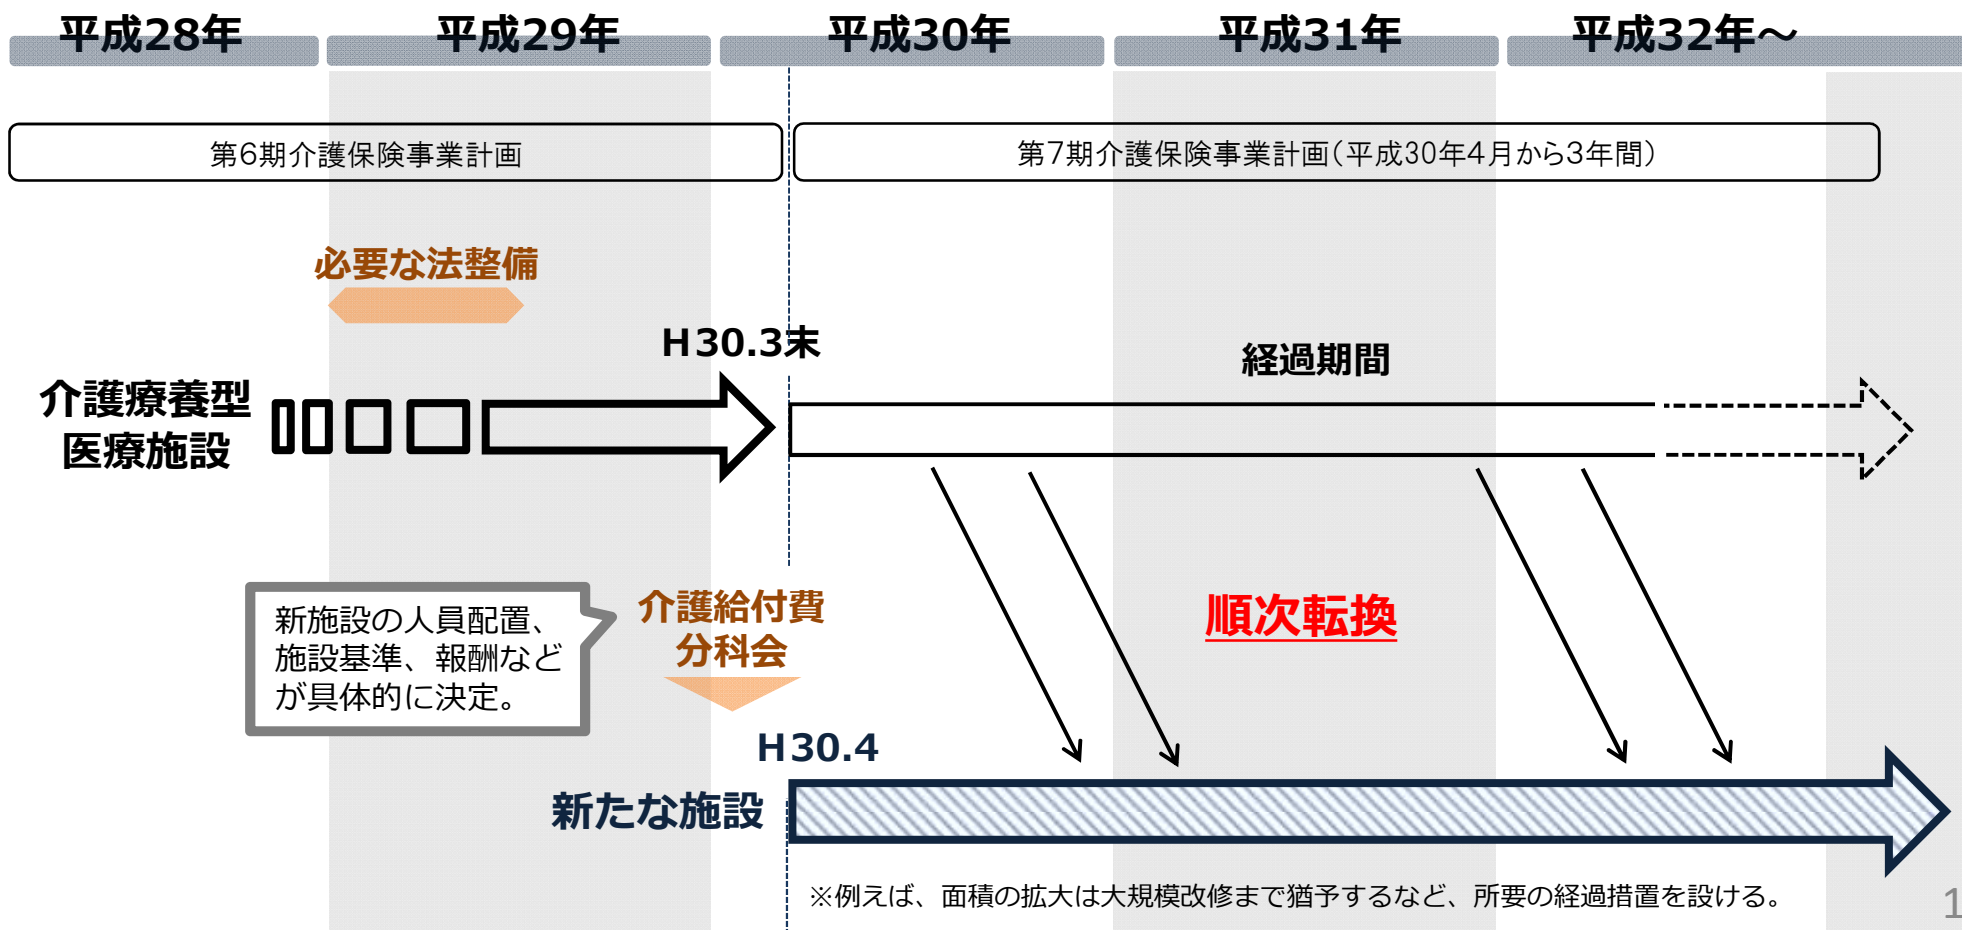 平成28年
平成29年
平成30年
平成31年
平成32年～
第6期介護保険事業計画
第7期介護保険事業計画(平成30年4月から3年間)
必要な法整備
H30.3末
経過期間
介護療養型
医療施設
新施設の人員配置、
施設基準、報酬など
が具体的に決定。
介護給付費
分科会
順次転換
H30.4
新たな施設
※例えば、面積の拡大は大規模改修まで猶予するなど、所要の経過措置を設ける。
1